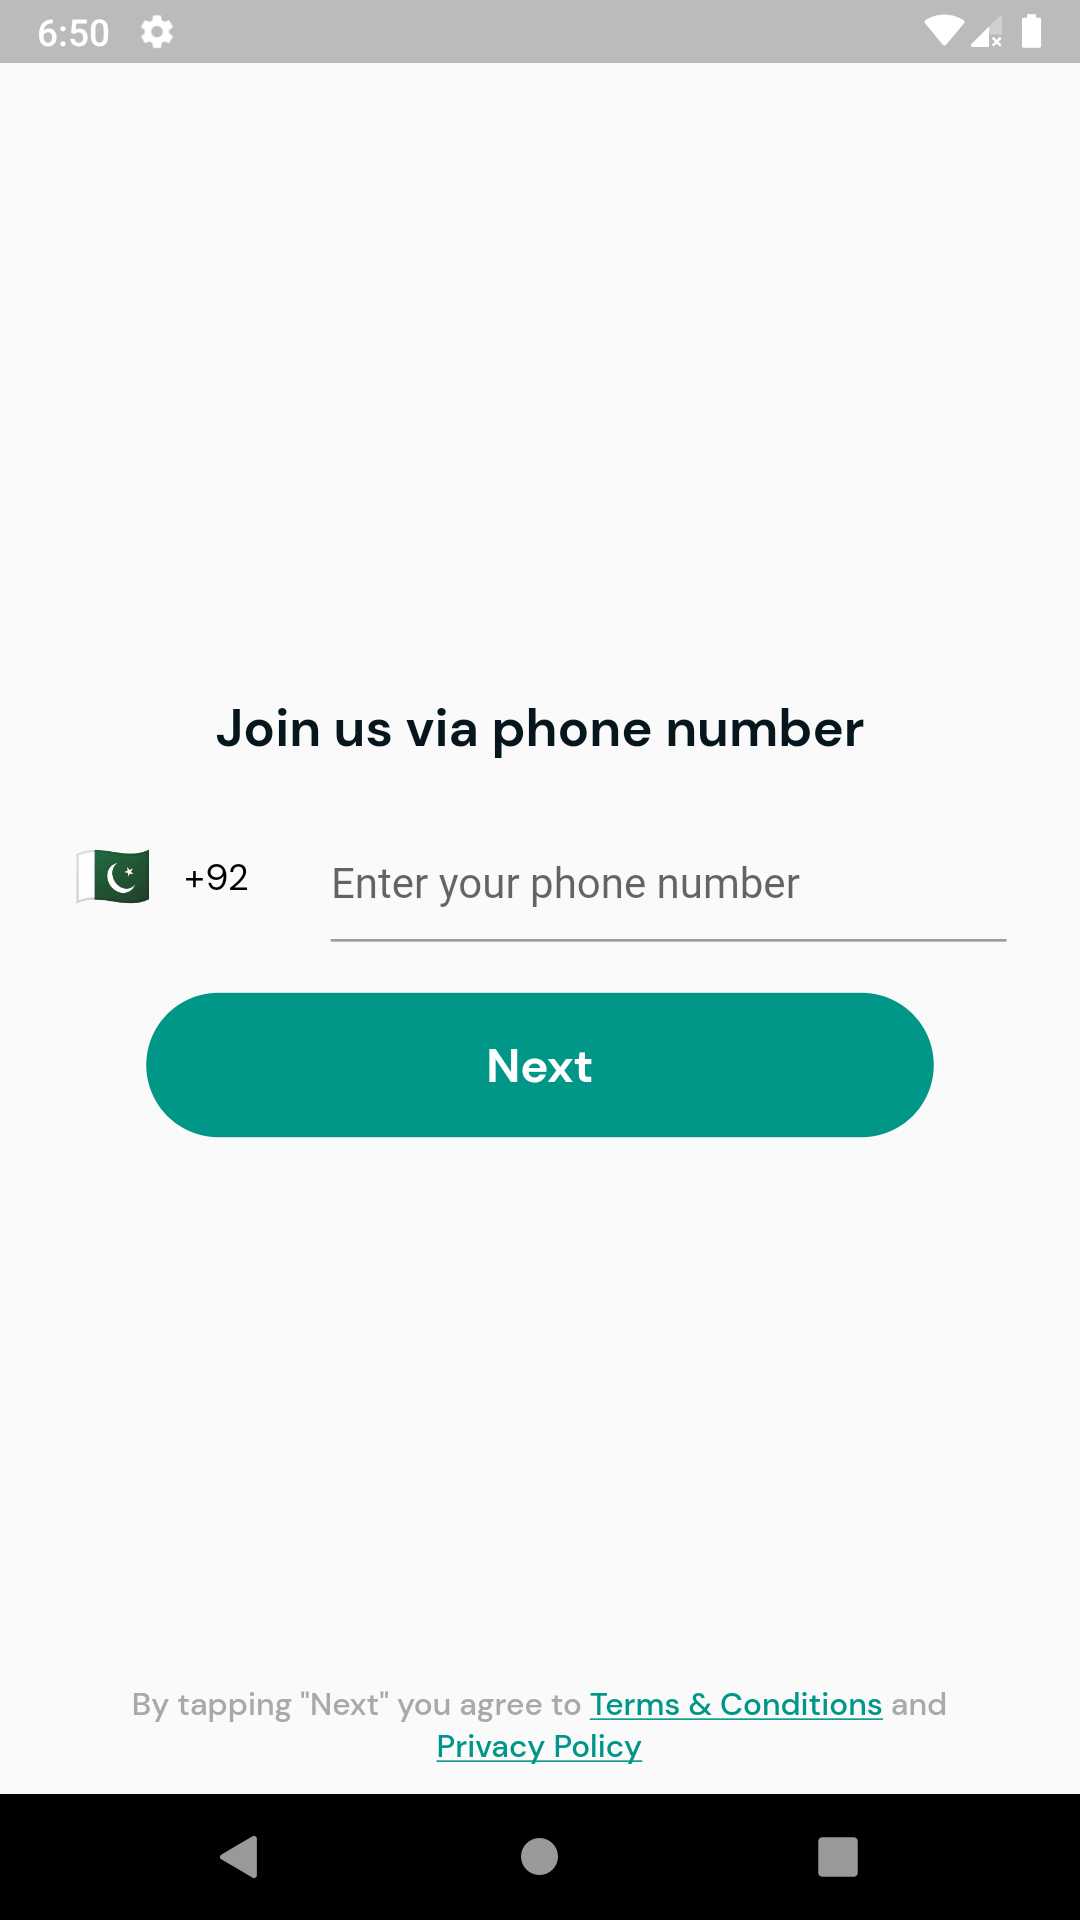 6:50
Join us via phone number
+92
Enter your phone number
Next
By tapping "Next" you agree to Terms & Conditions and
Privacy Policy